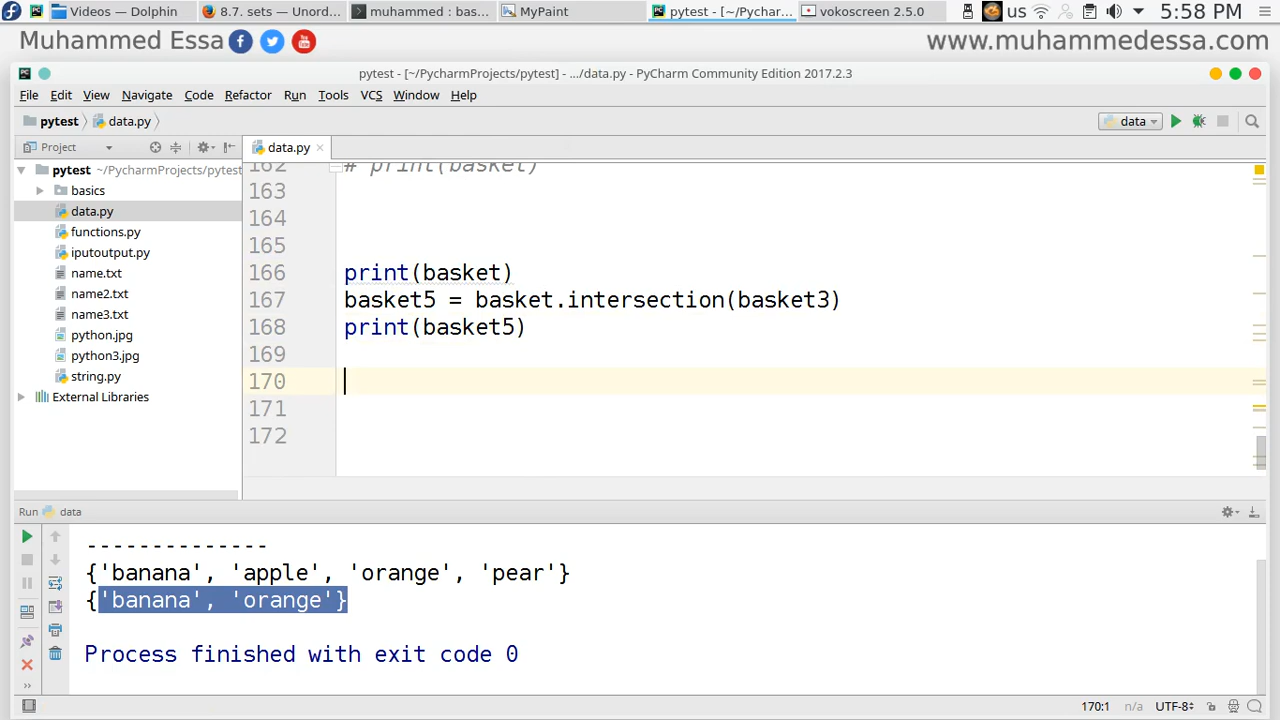 Videos — Dolphin
8.7. sets — Unord...
muhammed : bas...
MyPaint
pytest - [~/Pychar...
vokoscreen 2.5.0
us
5:58 PM
Muhammed Essa
You
Tube
www.muhammedessa.com
pytest - [~/PycharmProjects/pytest] - .../data.py - PyCharm Community Edition 2017.2.3
File Edit View Navigate Code Refactor Run Tools VCS Window Help
pytest data.py
data
Project
data.py
pytest ~/PycharmProjects/pytest
basics
data.py
functions.py
iputoutput.py
name.txt
name2.txt
name3.txt
python.jpg
python3.jpg
string.py
External Libraries
162 # print(basket)
163
164
165
166 print(basket)
167 basket5 = basket.intersection(basket3)
168 print(basket5)
169
170
171
172
Run data
--------------
{'banana', 'apple', 'orange', 'pear'}
{'banana', 'orange'}
Process finished with exit code 0
170:1 n/a UTF-8